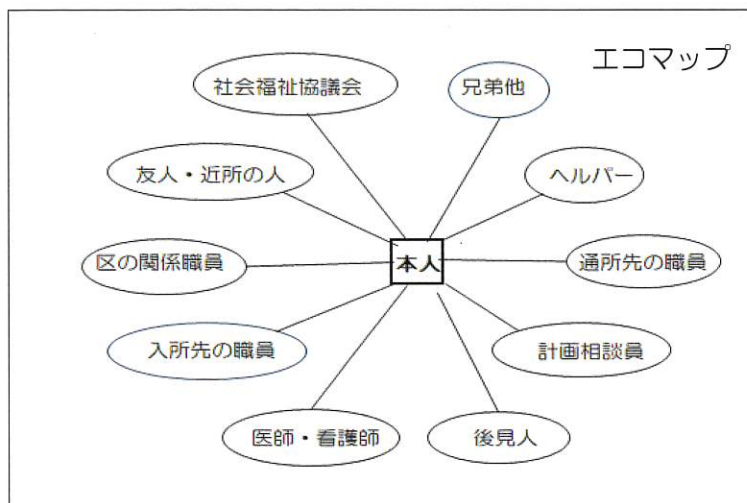 エコマップ
社会福祉協議会
兄弟他
友人・近所の人
ヘルパー
区の関係職員
本人
通所先の職員
入所先の職員
計画相談員
医師・看護師
後見人